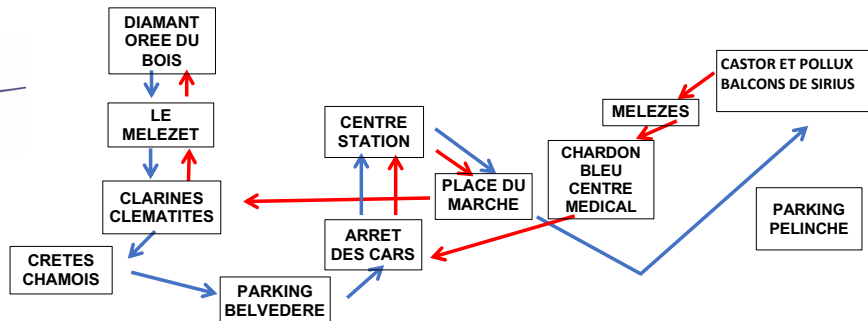 DIAMANT
OREE DU
BOIS
LE
MELEZET
CLARINES
CLEMATITES
CRETES
CHAMOIS
PARKING
BELVEDERE
CENTRE
STATION
ARRET
DES CARS
PLACE DU
MARCHE
CHARDON
BLEU
CENTRE
MEDICAL
MELEZES
CASTOR ET POLLUX
BALCONS DE SIRIUS
PARKING
PELINCHE